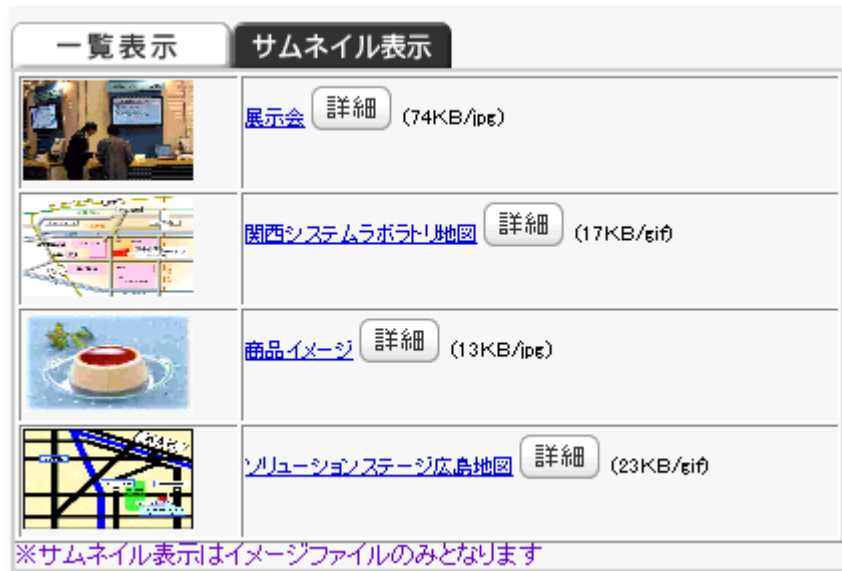 一覧表示 サムネイル表示
展示会 詳細 (74KB/jpg)
関西システムラボラトリ地図 詳細 (17KB/gif)
商品イメージ 詳細 (13KB/jpg)
ソリューションステージ広島地図 詳細 (23KB/gif)
※サムネイル表示はイメージファイルのみとなります